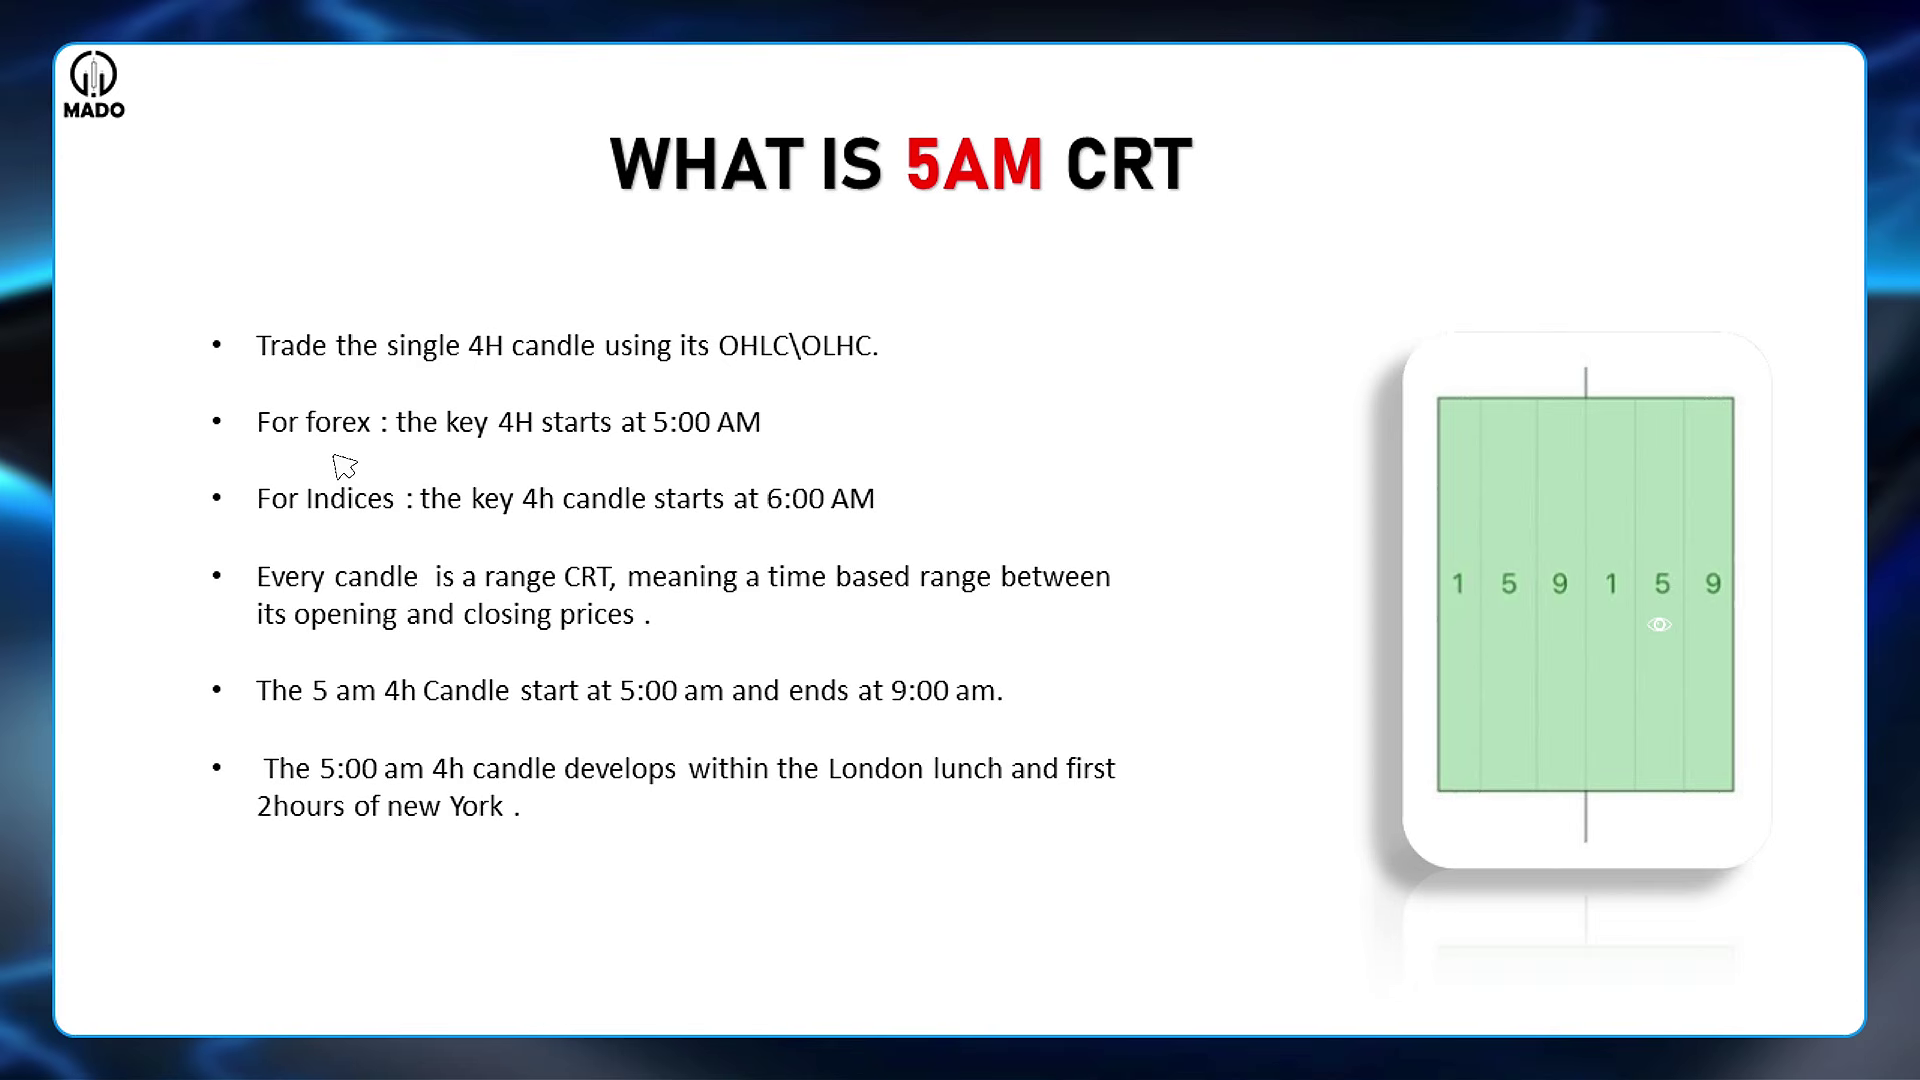 MADO
WHAT IS 5AM CRT
• Trade the single 4H candle using its OHLC\OLHC.
• For forex : the key 4H starts at 5:00 AM
• For Indices : the key 4h candle starts at 6:00 AM
• Every candle is a range CRT, meaning a time based range between
its opening and closing prices .
• The 5 am 4h Candle start at 5:00 am and ends at 9:00 am.
• The 5:00 am 4h candle develops within the London lunch and first
2hours of new York .
1 5 9 1 5 9